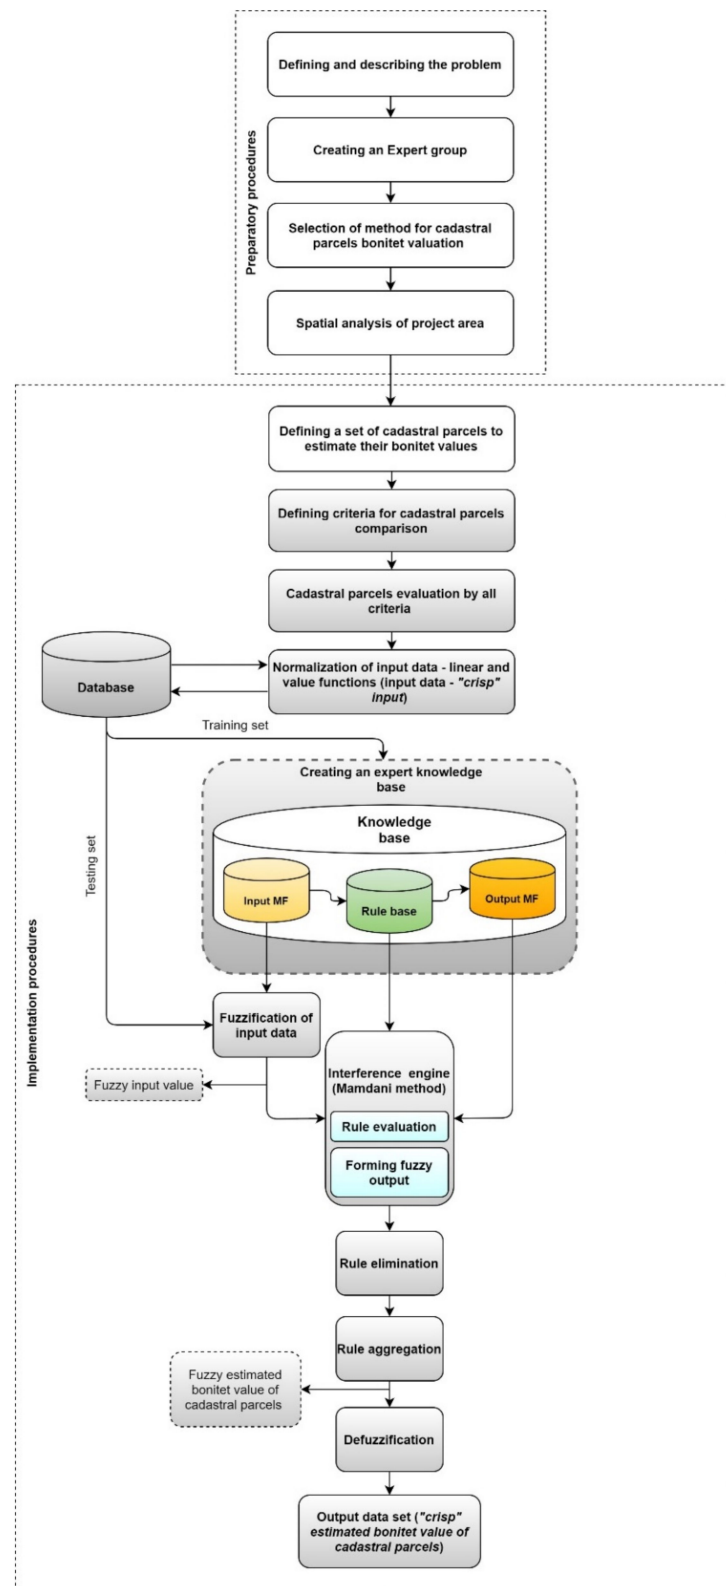 Preparatory procedures
Defining and describing the problem
Creating an Expert group
Selection of method for cadastral
parcels bonitet valuation
Spatial analysis of project area
Implementation procedures
Defining a set of cadastral parcels to
estimate their bonitet values
Defining criteria for cadastral parcels
comparison
Cadastral parcels evaluation by all
criteria
Database
Normalization of input data - linear and
value functions (input data - "crisp"
input)
Training set
Testing set
Creating an expert knowledge
base
Knowledge
base
Input MF
Rule base
Output MF
Fuzzification of
input data
Fuzzy input value
Interference engine
(Mamdani method)
Rule evaluation
Forming fuzzy
output
Rule elimination
Rule aggregation
Fuzzy estimated
bonitet value of
cadastral parcels
Defuzzification
Output data set ("crisp"
estimated bonitet value of
cadastral parcels)